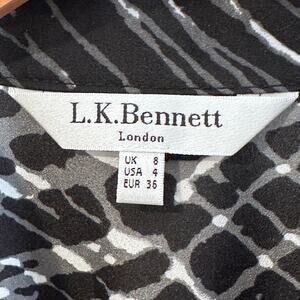 L.K.Bennett
London
UK 8
USA 4
EUR 36